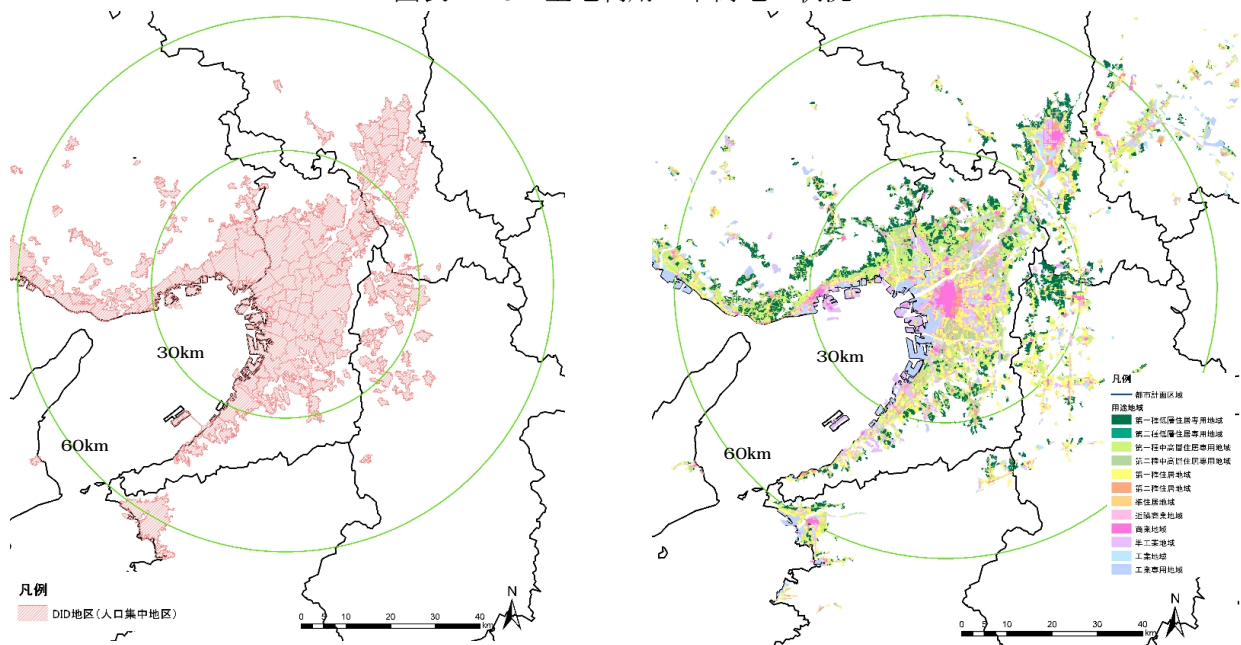 30km
60km
凡例
DID地区(人口集中地区)
0 5 10 20 30 40
km
N
30km
60km
凡例
都市計画区域
用途地域
第一種低層住居専用地域
第二種低層住居専用地域
第一種中高層住居専用地域
第二種中高層住居専用地域
第一種住居地域
第二種住居地域
準住居地域
近隣商業地域
商業地域
準工業地域
工業地域
工業専用地域
0 5 10 20 30 40
km
N